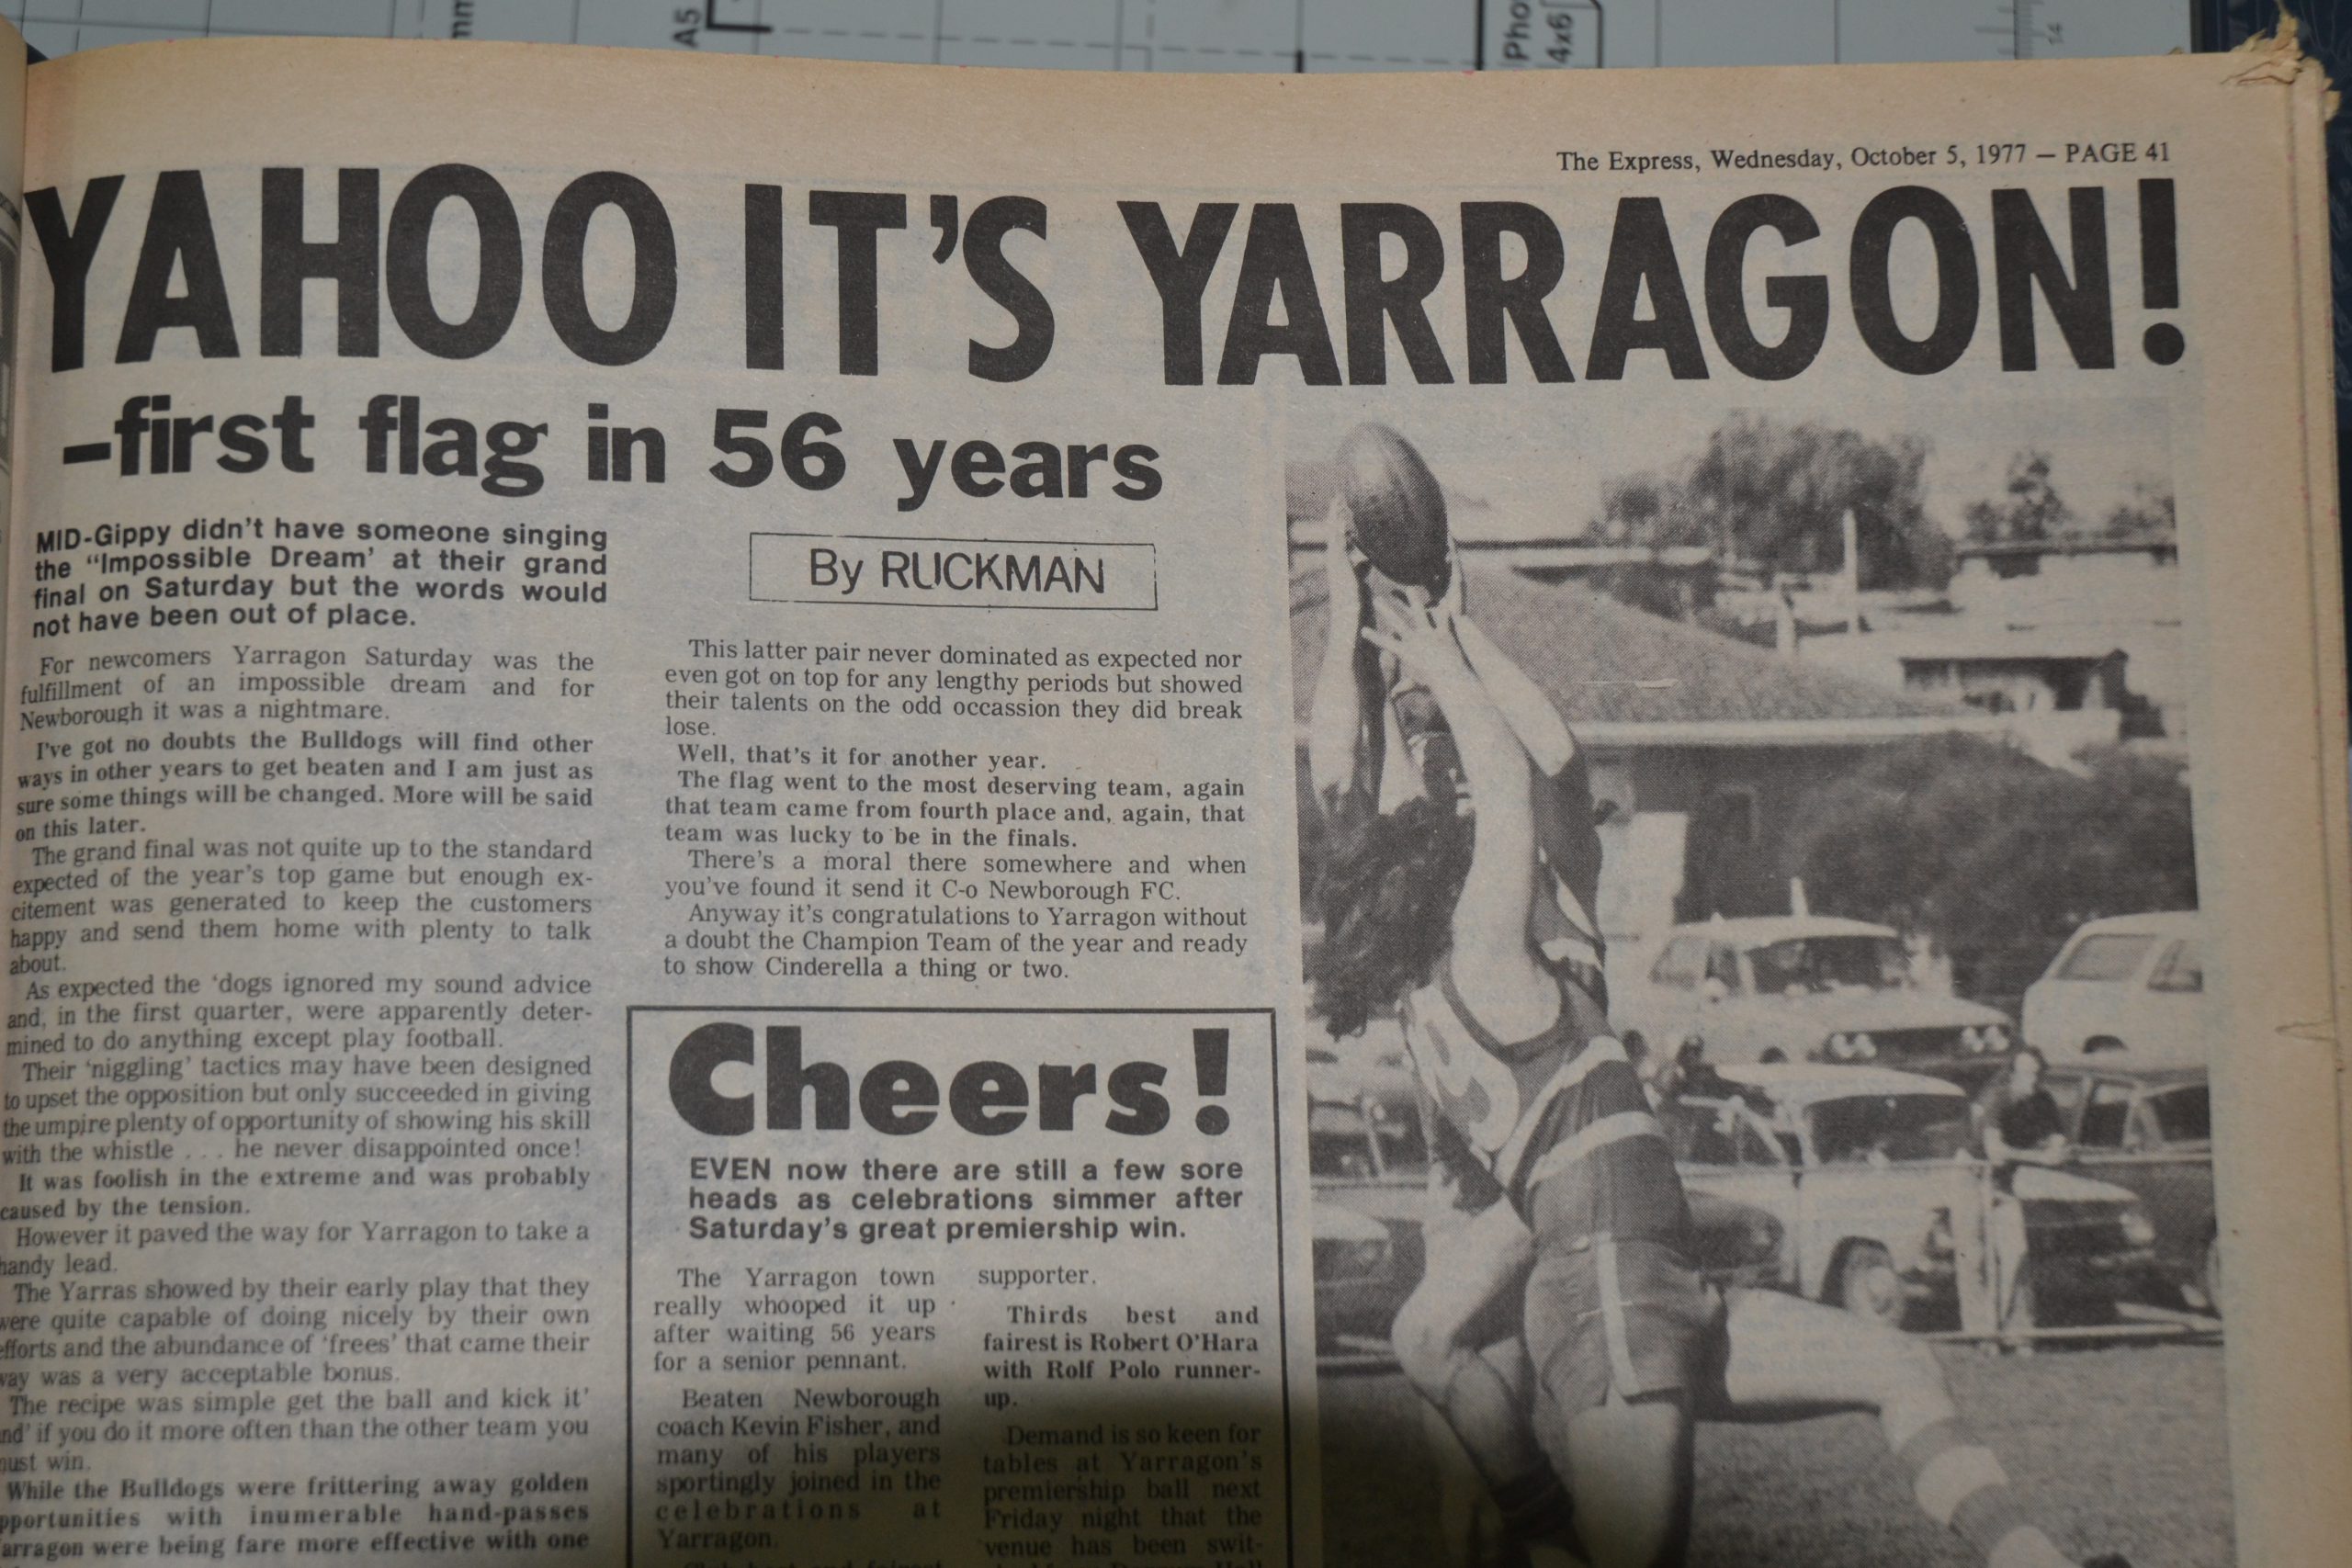 A5
mm
Pho
4x6
14
The Express, Wednesday, October 5, 1977 — PAGE 41
YAHOO IT'S YARRAGON!
–first flag in 56 years
MID-Gippy didn't have someone singing
the "Impossible Dream' at their grand
final on Saturday but the words would
not have been out of place.
For newcomers Yarragon Saturday was the
fulfillment of an impossible dream and for
Newborough it was a nightmare.
I've got no doubts the Bulldogs will find other
ways in other years to get beaten and I am just as
sure some things will be changed. More will be said
on this later.
The grand final was not quite up to the standard
expected of the year's top game but enough ex-
citement was generated to keep the customers
happy and send them home with plenty to talk
about.
As expected the 'dogs ignored my sound advice
and, in the first quarter, were apparently deter-
mined to do anything except play football.
Their 'niggling' tactics may have been designed
to upset the opposition but only succeeded in giving
the umpire plenty of opportunity of showing his skill
with the whistle . . . he never disappointed once!
It was foolish in the extreme and was probably
caused by the tension.
However it paved the way for Yarragon to take a
handy lead.
The Yarras showed by their early play that they
were quite capable of doing nicely by their own
efforts and the abundance of 'frees' that came their
way was a very acceptable bonus.
The recipe was simple get the ball and kick it'
nd' if you do it more often than the other team you
must win.
While the Bulldogs were frittering away golden
pportunities with inumerable hand-passes
arragon were being fare more effective with one
By RUCKMAN
This latter pair never dominated as expected nor
even got on top for any lengthy periods but showed
their talents on the odd occassion they did break
lose.
Well, that's it for another year.
The flag went to the most deserving team, again
that team came from fourth place and, again, that
team was lucky to be in the finals.
There's a moral there somewhere and when
you've found it send it C-o Newborough FC.
Anyway it's congratulations to Yarragon without
a doubt the Champion Team of the year and ready
to show Cinderella a thing or two.
Cheers!
EVEN now there are still a few sore
heads as celebrations simmer after
Saturday's great premiership win.
The Yarragon town
really whooped it up
after waiting 56 years
for a senior pennant.
Beaten Newborough
coach Kevin Fisher, and
many of his players
sportingly joined in the
celebrations at
Yarragon.
supporter.
Thirds best and
fairest is Robert O'Hara
with Rolf Polo runner-
up.
Demand is so keen for
tables at Yarragon's
premiership ball next
Friday night that the
venue has been swit-